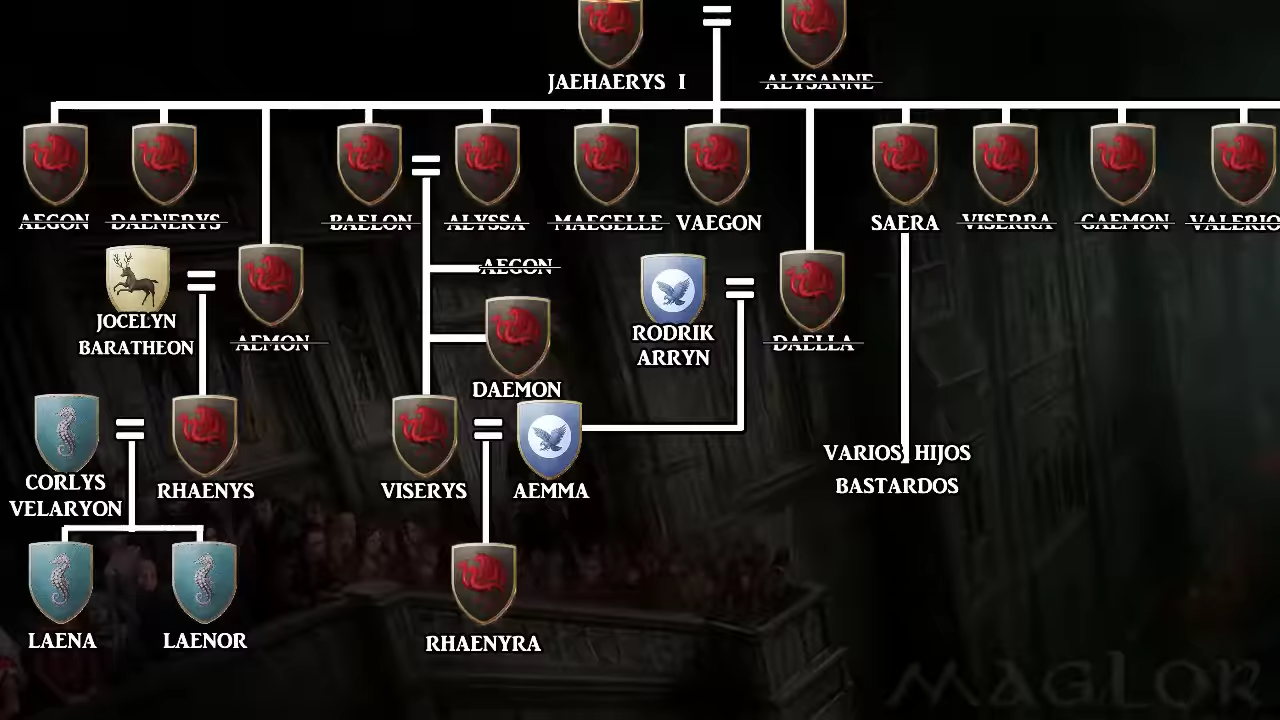 JAEHAERYS I
ALYSANNE
AEGON
DAENERYS
BAELON
ALYSSA
MAEGELLE
VAEGON
SAERA
VISERRA
GAEMON
VALERIO
JOCELYN
BARATHEON
AEMON
AEGON
DAEMON
RODRIK
ARRYN
DAELLA
CORLYS
VELARYON
RHAENYS
VISERYS
AEMMA
VARIOS HIJOS
BASTARDOS
LAENA
LAENOR
RHAENYRA
MAGLOR